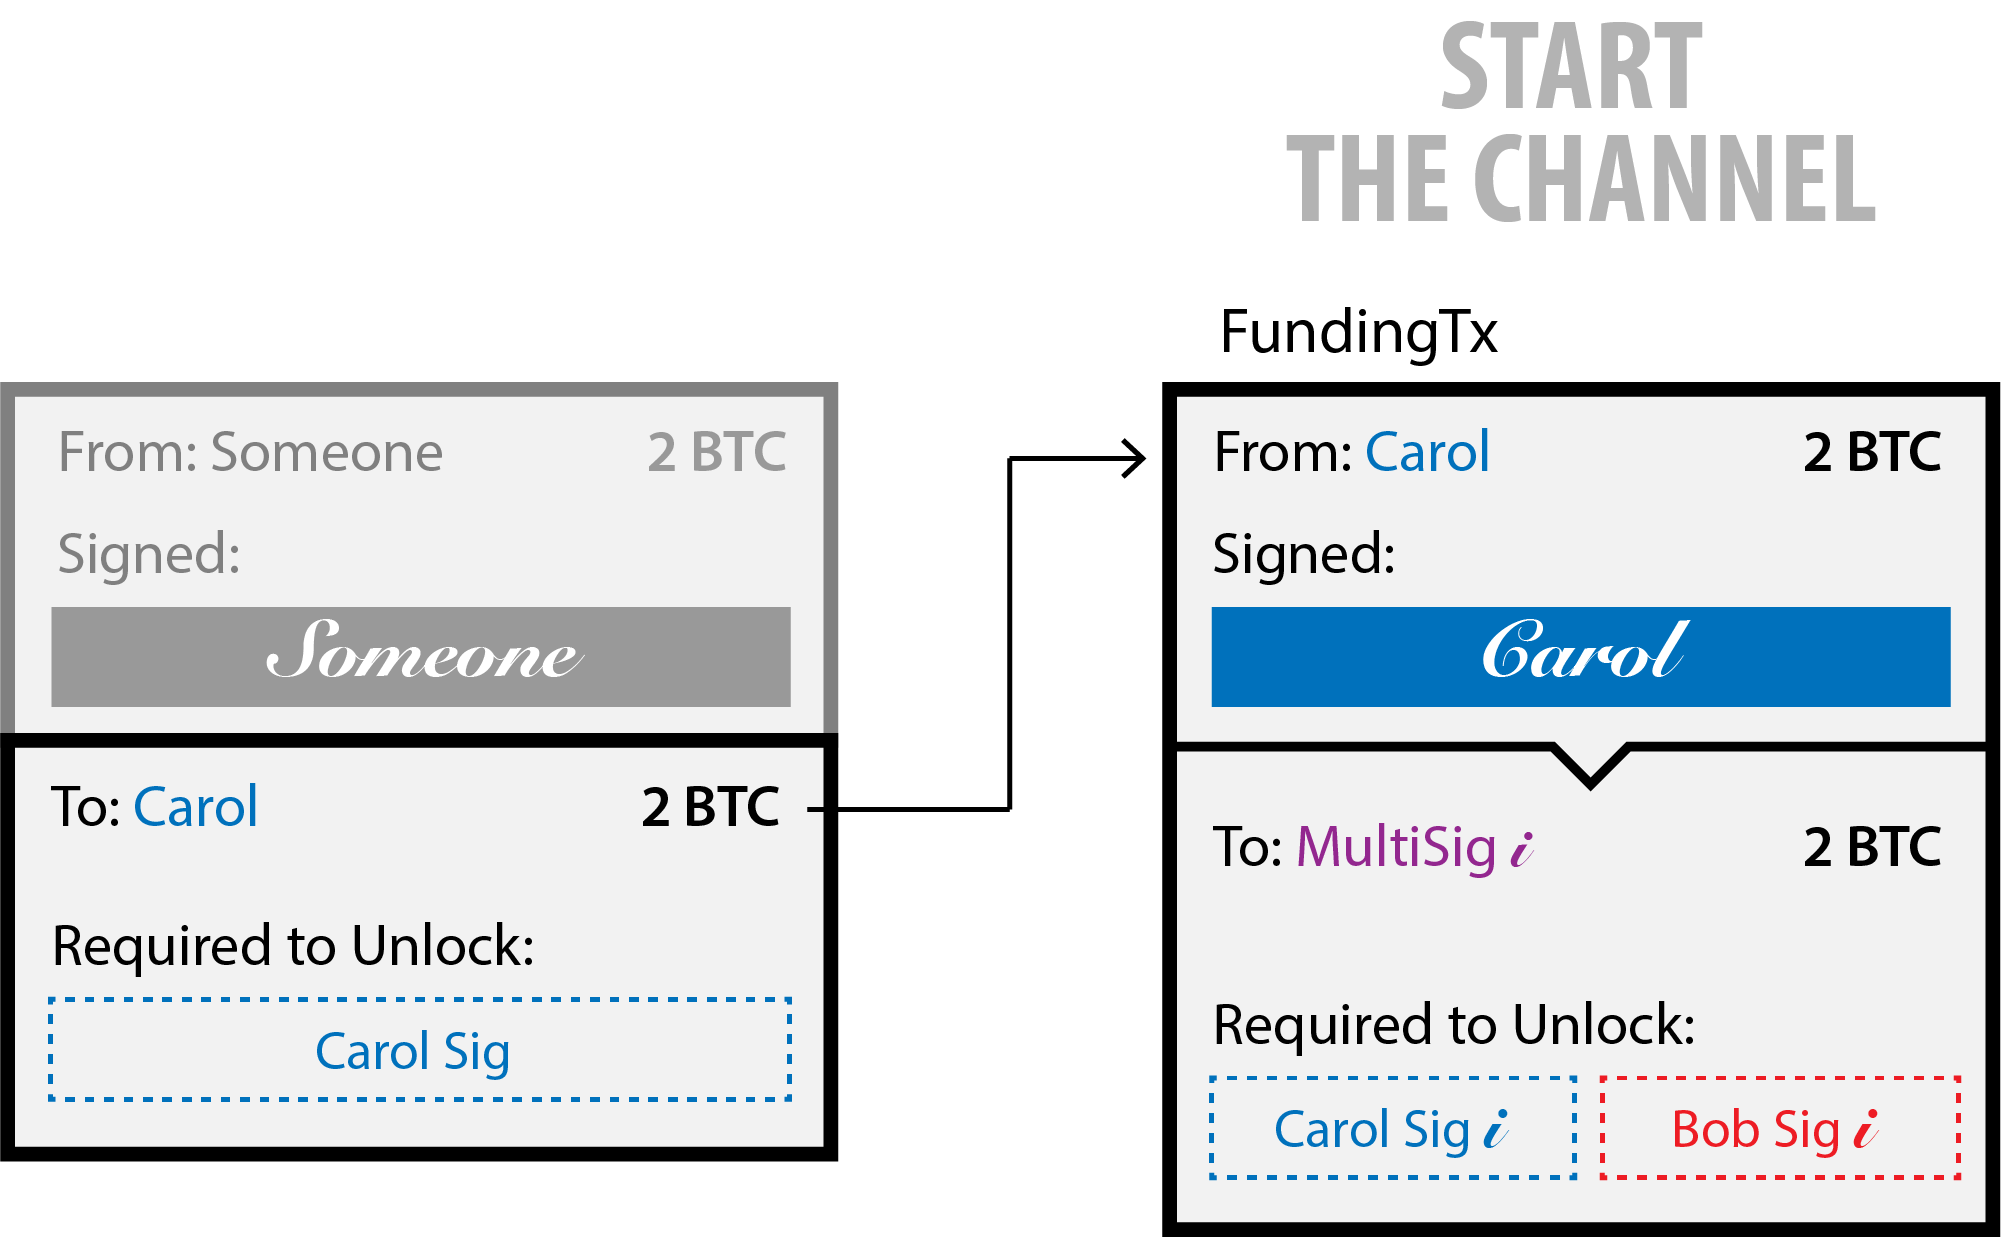 START
THE CHANNEL
From: Someone 2 BTC
Signed:
Someone
To: Carol 2 BTC
Required to Unlock:
Carol Sig
FundingTx
From: Carol 2 BTC
Signed:
Carol
To: MultiSig i 2 BTC
Required to Unlock:
Carol Sig i Bob Sig i